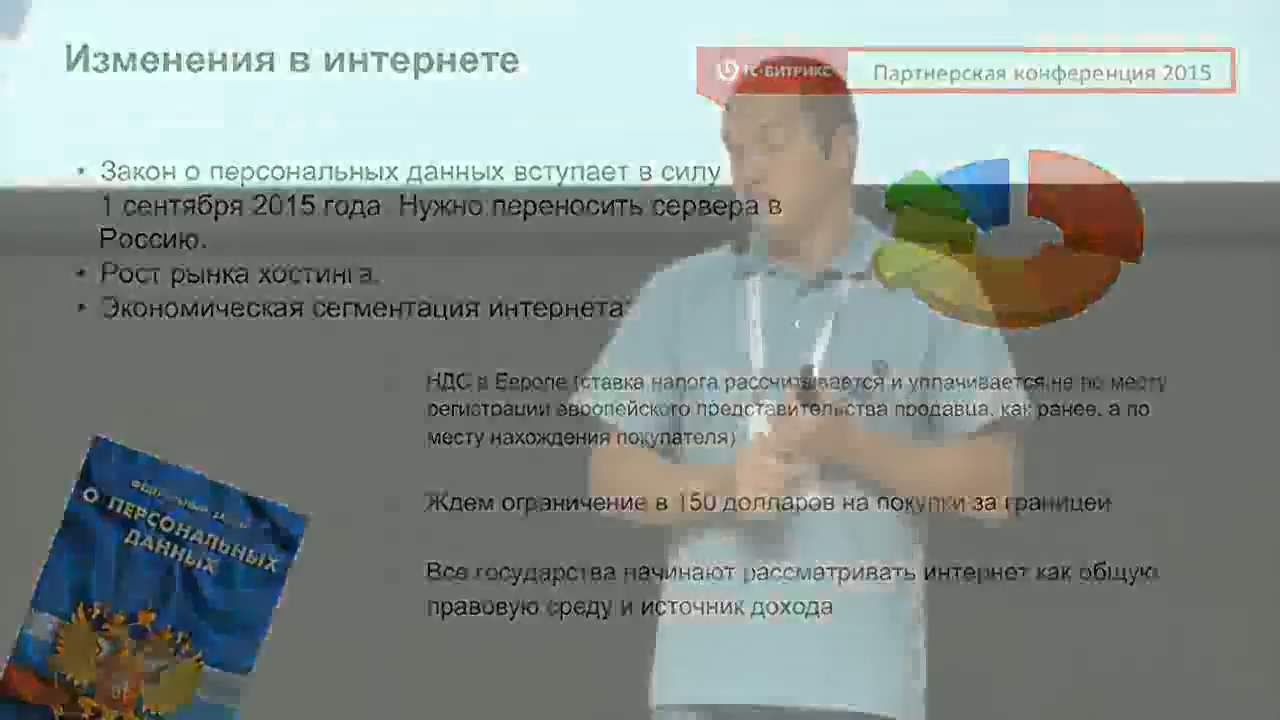 Изменения в интернете
1С-БИТРИКС Партнерская конференция 2015
• Закон о персональных данных вступает в силу
1 сентября 2015 года Нужно переносить сервера в
Россию.
• Рост рынка хостинга.
• Экономическая сегментация интернета:
НДС в Европе (ставка налога рассчитывается и уплачивается не по месту
регистрации европейского представительства продавца, как ранее, а по
месту нахождения покупателя)
Ждем ограничение в 150 долларов на покупки за границей
Все государства начинают рассматривать интернет как общую
правовую среду и источник дохода
ФЕДЕРАЛЬНЫЙ ЗАКОН
О ПЕРСОНАЛЬНЫХ
ДАННЫХ